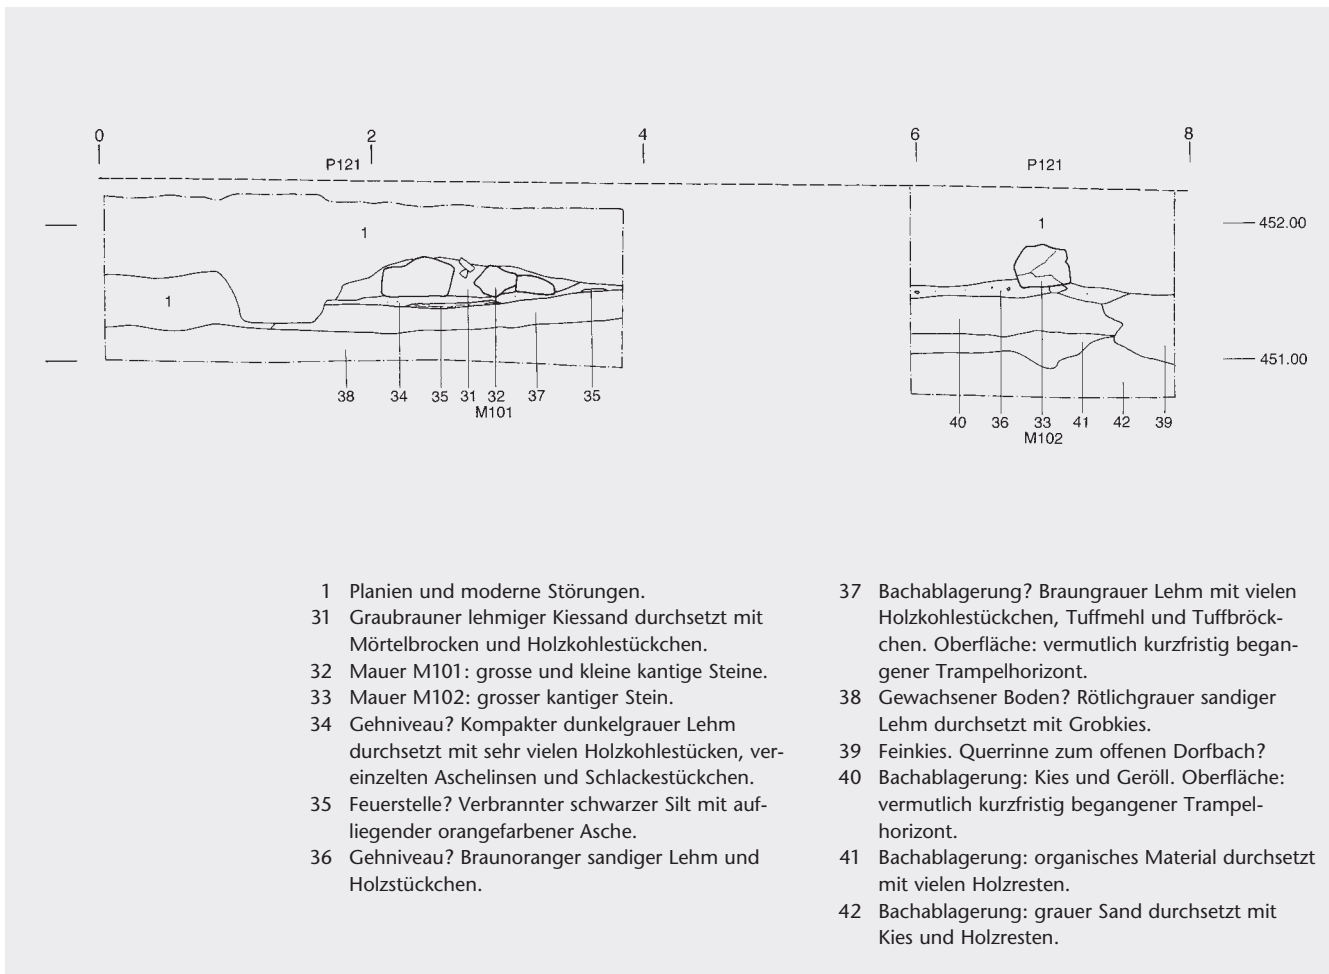 0 2 4 6 8
P121 P121
1 1 452.00
1
451.00
38 34 35 31 32 37 35 40 36 33 41 42 39
M101 M102
1 Planien und moderne Störungen.
31 Graubrauner lehmiger Kiessand durchsetzt mit
Mörtelbrocken und Holzkohlestückchen.
32 Mauer M101: grosse und kleine kantige Steine.
33 Mauer M102: grosser kantiger Stein.
34 Gehniveau? Kompakter dunkelgrauer Lehm
durchsetzt mit sehr vielen Holzkohlestücken, ver-
einzelten Aschelinsen und Schlackestückchen.
35 Feuerstelle? Verbrannter schwarzer Silt mit auf-
liegender orangefarbener Asche.
36 Gehniveau? Braunoranger sandiger Lehm und
Holzstückchen.
37 Bachablagerung? Braungrauer Lehm mit vielen
Holzkohlestückchen, Tuffmehl und Tuffbröck-
chen. Oberfläche: vermutlich kurzfristig began-
gener Trampelhorizont.
38 Gewachsener Boden? Rötlichgrauer sandiger
Lehm durchsetzt mit Grobkies.
39 Feinkies. Querrinne zum offenen Dorfbach?
40 Bachablagerung: Kies und Geröll. Oberfläche:
vermutlich kurzfristig begangener Trampel-
horizont.
41 Bachablagerung: organisches Material durchsetzt
mit vielen Holzresten.
42 Bachablagerung: grauer Sand durchsetzt mit
Kies und Holzresten.